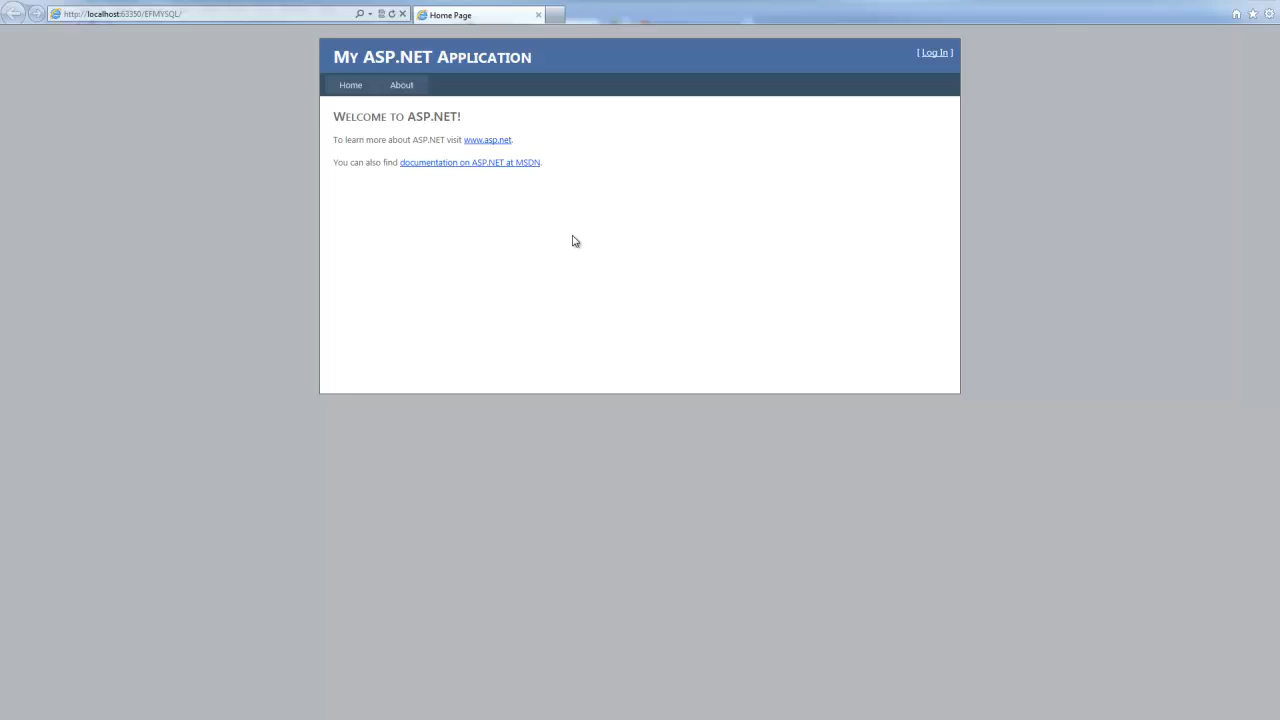 http://localhost:63350/EFMYSQL/
Home Page
MY ASP.NET APPLICATION
[ Log In ]
Home
About
WELCOME TO ASP.NET!
To learn more about ASP.NET visit www.asp.net.
You can also find documentation on ASP.NET at MSDN.